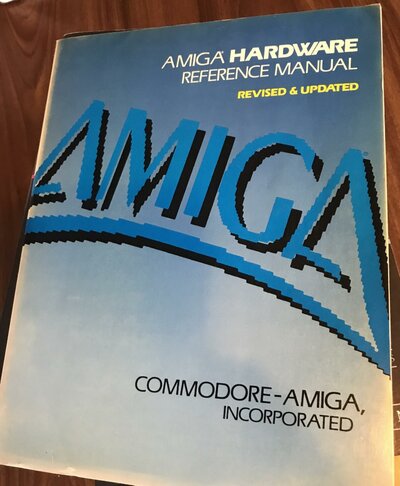 AMIGA HARDWARE
REFERENCE MANUAL
REVISED & UPDATED
AMIGA
COMMODORE-AMIGA,
INCORPORATED